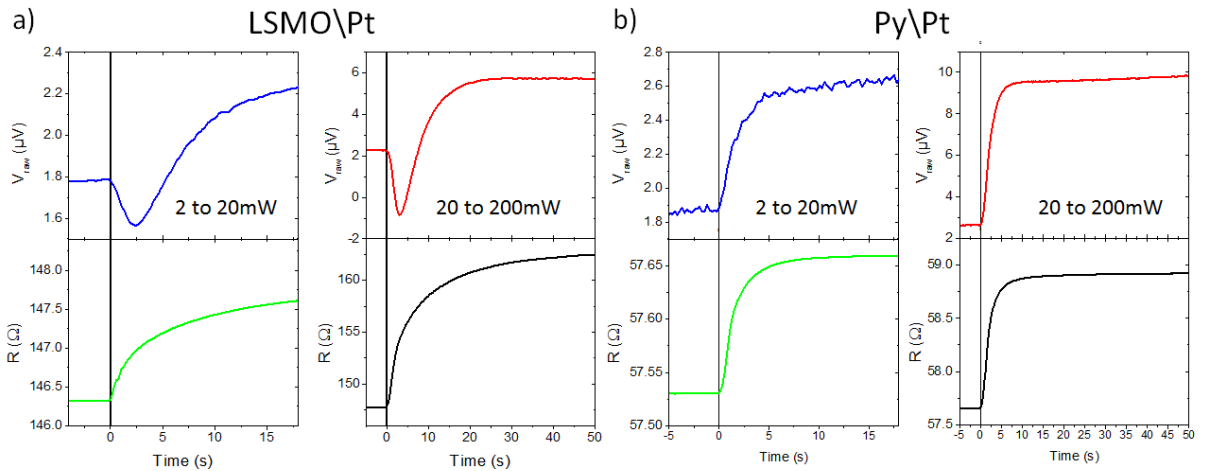 a) LSMO\Pt
b) Py\Pt
2.4
2.2
2.0
1.8
1.6
V_raw (µV)
2 to 20mW
6
4
2
0
-2
V_raw (µV)
20 to 200mW
2.8
2.6
2.4
2.2
2.0
1.8
V_raw (µV)
2 to 20mW
10
8
6
4
2
V_raw (µV)
20 to 200mW
148.0
147.5
147.0
146.5
146.0
R (Ω)
0 5 10 15
Time (s)
160
155
150
R (Ω)
0 10 20 30 40 50
Time (s)
57.65
57.60
57.53
57.50
R (Ω)
-5 0 5 10 15
Time (s)
59.0
58.5
58.0
57.5
R (Ω)
-5 0 5 10 15 20 25 30 35 40 45 50
Time (s)